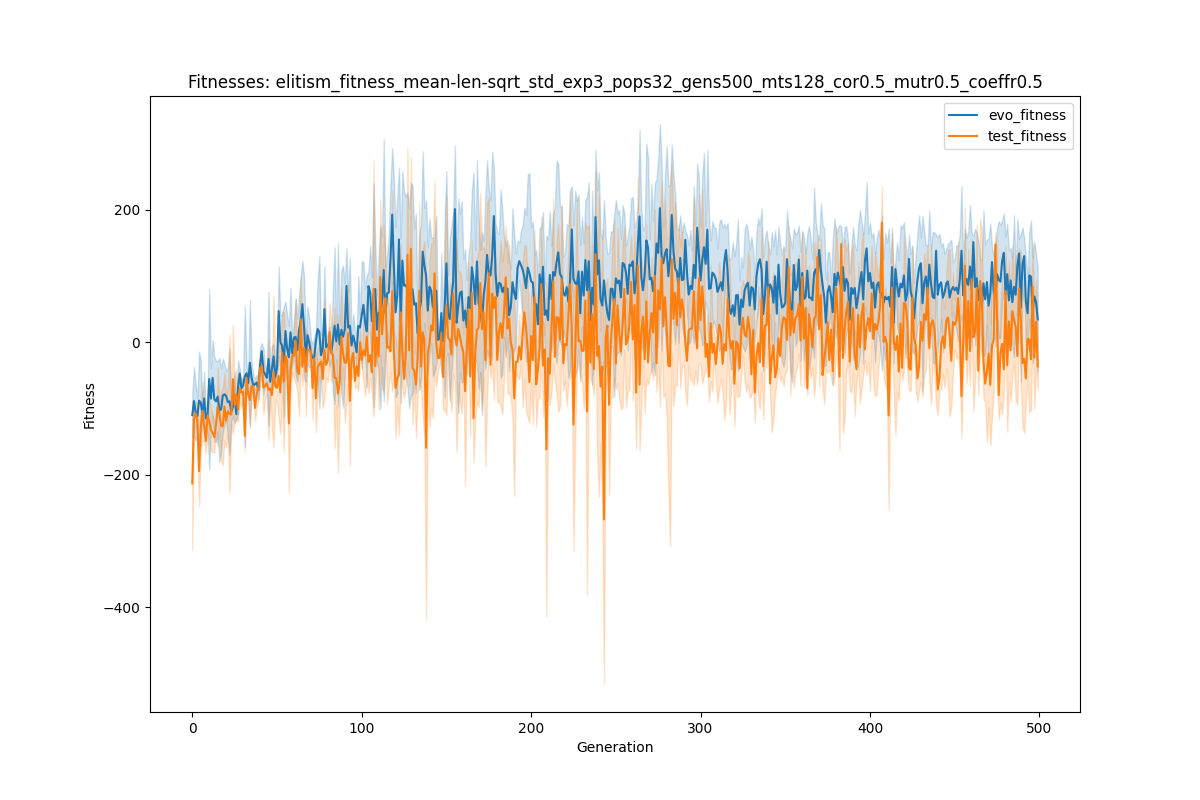 Fitnesses: elitism_fitness_mean-len-sqrt_std_exp3_pops32_gens500_mts128_cor0.5_mutr0.5_coeffr0.5
evo_fitness
test_fitness
200
0
−200
−400
Fitness
0
100
200
300
400
500
Generation